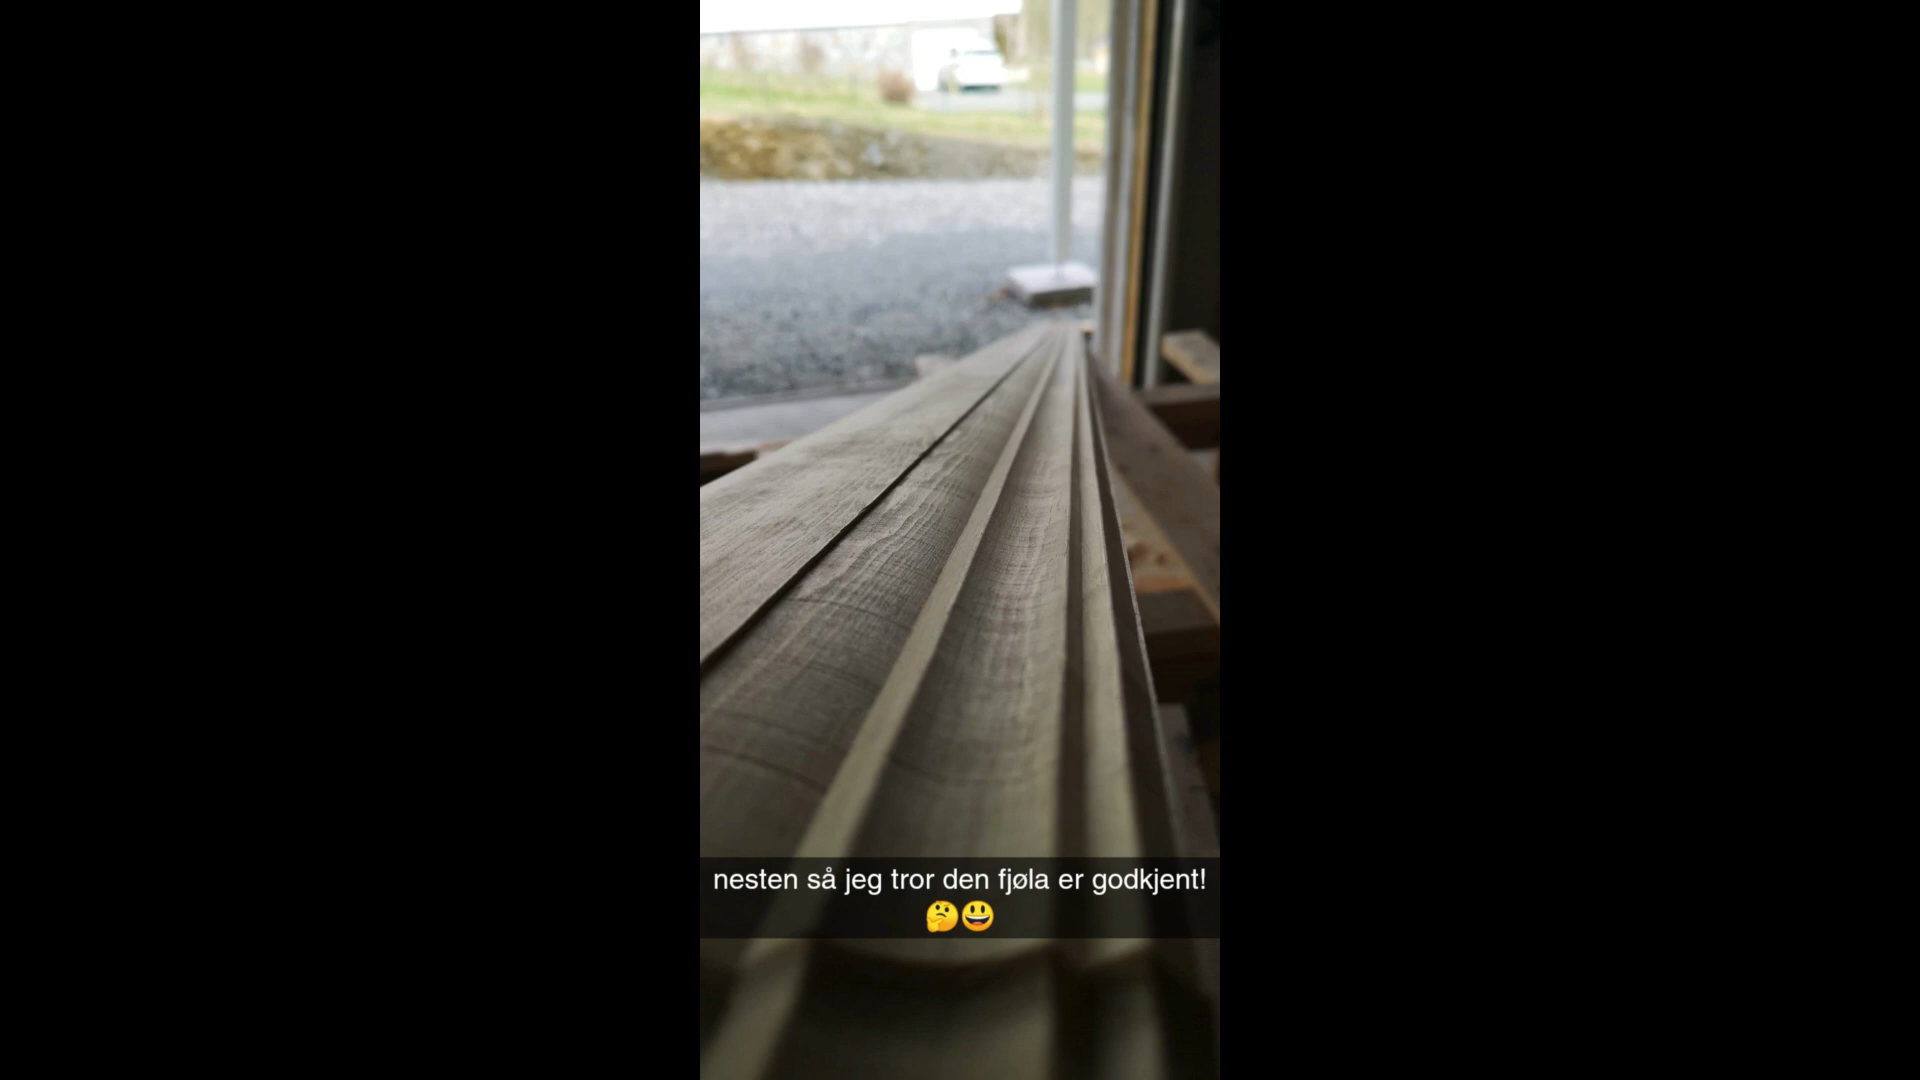 nesten så jeg tror den fjøla er godkjent!
🤔😃